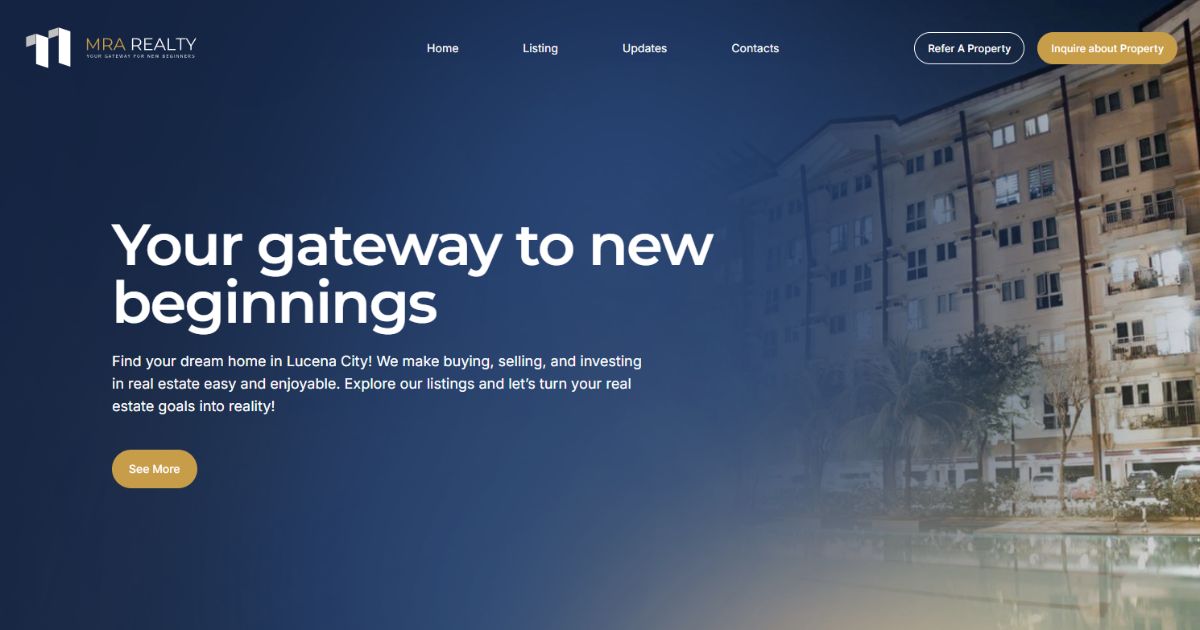 MRA REALTY
YOUR GATEWAY FOR NEW BEGINNERS
Home
Listing
Updates
Contacts
Refer A Property
Inquire about Property
Your gateway to new
beginnings
Find your dream home in Lucena City! We make buying, selling, and investing
in real estate easy and enjoyable. Explore our listings and let’s turn your real
estate goals into reality!
See More